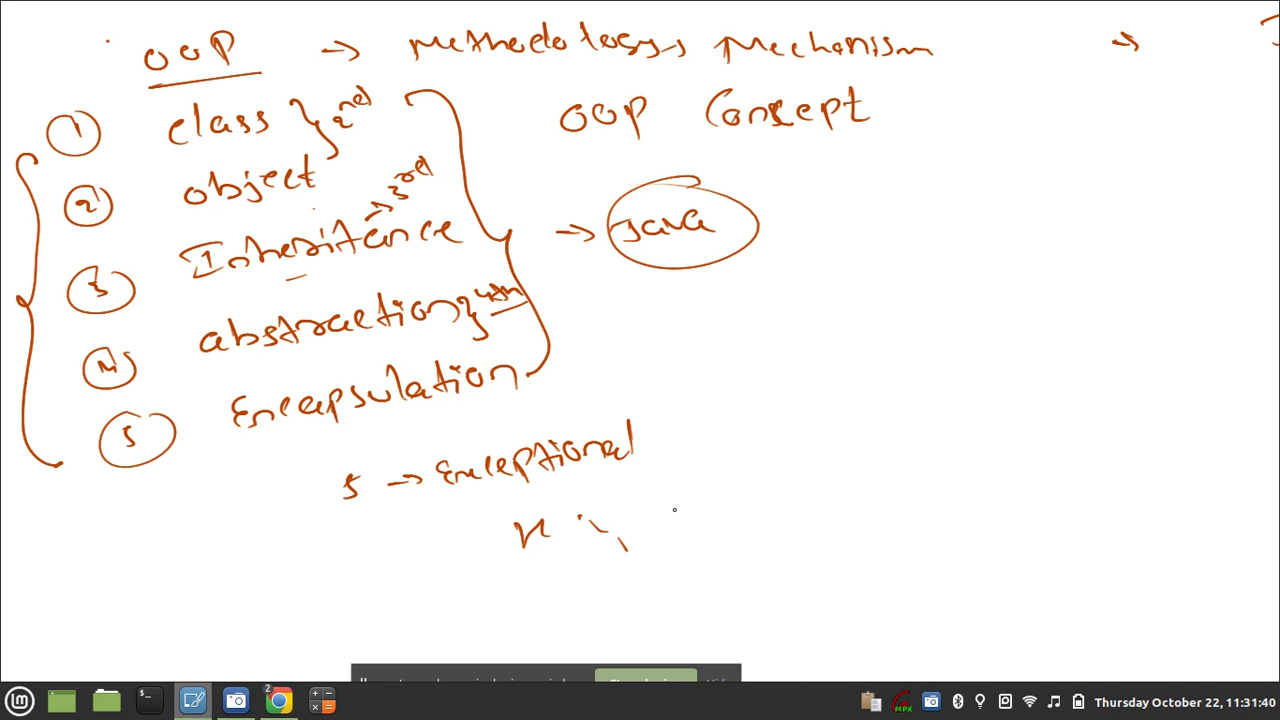 OOP → Methodology, Mechanism →
① class } 2nd
OOP Concept
② object
③ Inheritance → 3rd
→ Java
④ abstraction } 4th
⑤ Encapsulation
5 → Exceptional
H
Thursday October 22, 11:31:40